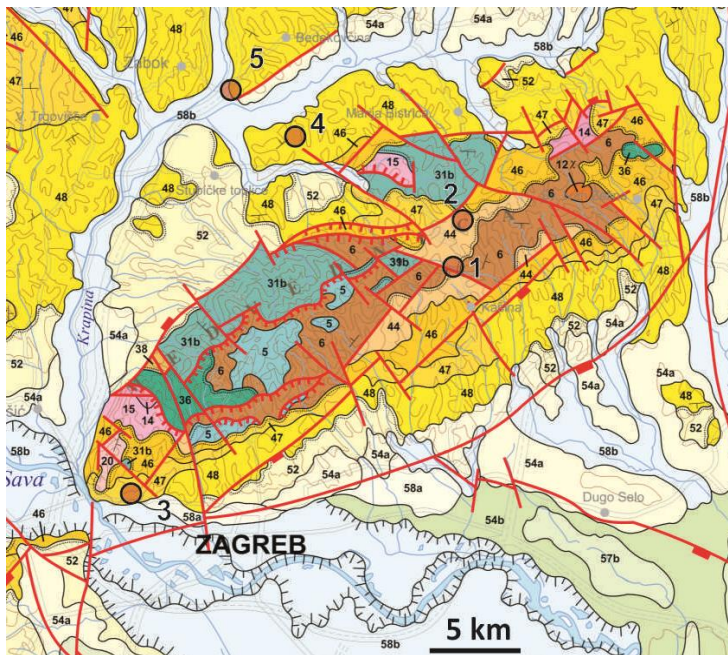 54a
54a
48
58b
48
47
Bedekovčina
5
Zabok
48
52
V. Trgovišće
4
Marija Bistrica
48
46
47
46
58b
14
46
15
31b
12
6
36
48
Stubičke toplice
52
2
46
47
48
52
46
47
44
6
47
6
31b
1
6
44
46
48
58b
31b
6
5
Kašina
Krapina
54a
5
44
46
48
52
38
31b
5
6
47
54a
52
6
36
48
54a
15
14
46
5
47
48
52
20
31b
46
47
48
52
54a
58b
Sava
3
58a
54b
Dugo Selo
46
ZAGREB
57b
52
54a
54a
5 km
58b